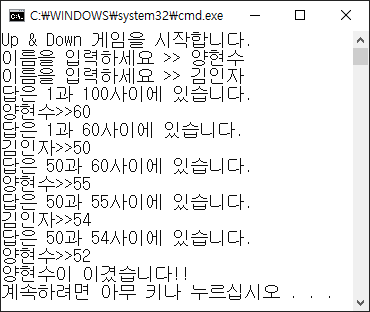 C:₩WINDOWS₩system32₩cmd.exe
Up & Down 게임을 시작합니다.
이름을 입력하세요 >> 양현수
이름을 입력하세요 >> 김인자
답은 1과 100사이에 있습니다.
양현수>>60
답은 1과 60사이에 있습니다.
김인자>>50
답은 50과 60사이에 있습니다.
양현수>>55
답은 50과 55사이에 있습니다.
김인자>>54
답은 50과 54사이에 있습니다.
양현수>>52
양현수이 이겼습니다!!
계속하려면 아무 키나 누르십시오 . . .